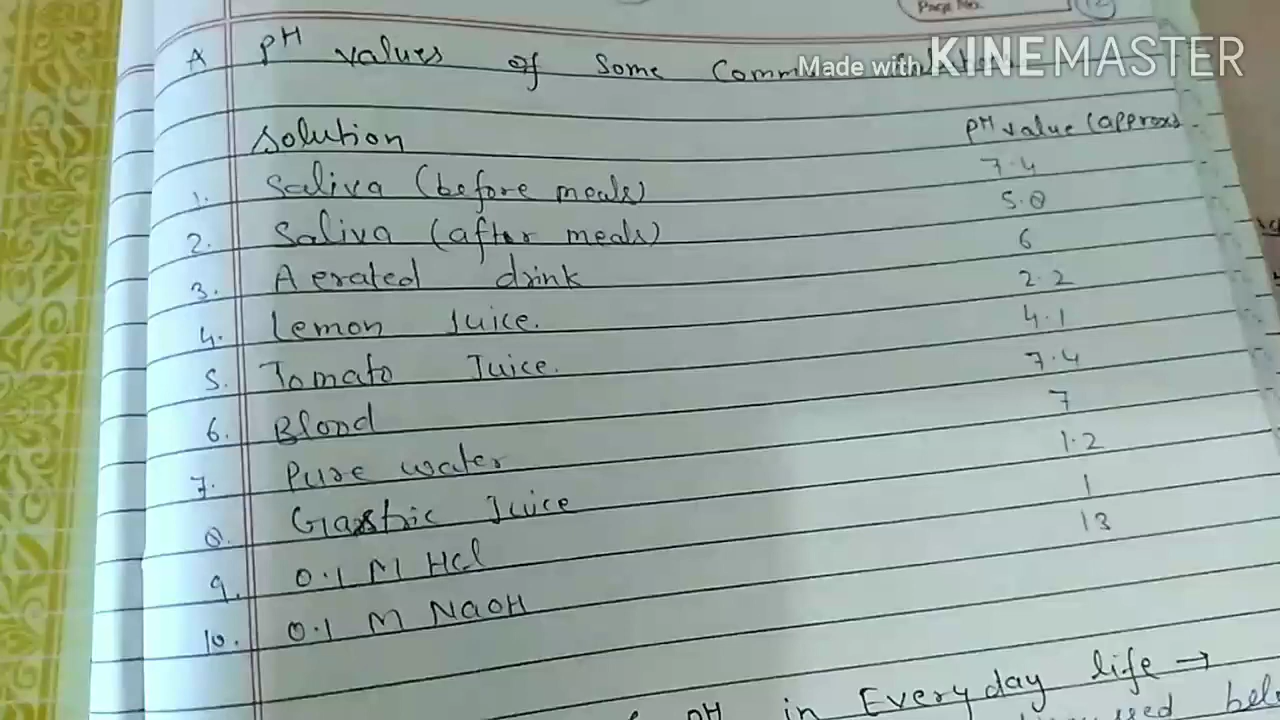 Page No.
A PH values of Some Comm
Made with KINEMASTER
Solution PH value (approx)
1. Saliva (before meals) 7.4
2. Saliva (after meals) 5.8
3. Aerated drink 6
4. Lemon Juice. 2.2
5. Tomato Juice. 4.1
6. Blood 7.4
7. Pure water 7
8. Gastric Juice 1.2
9. 0.1 M HCl 1
10. 0.1 M NaOH 13
PH in Everyday life →